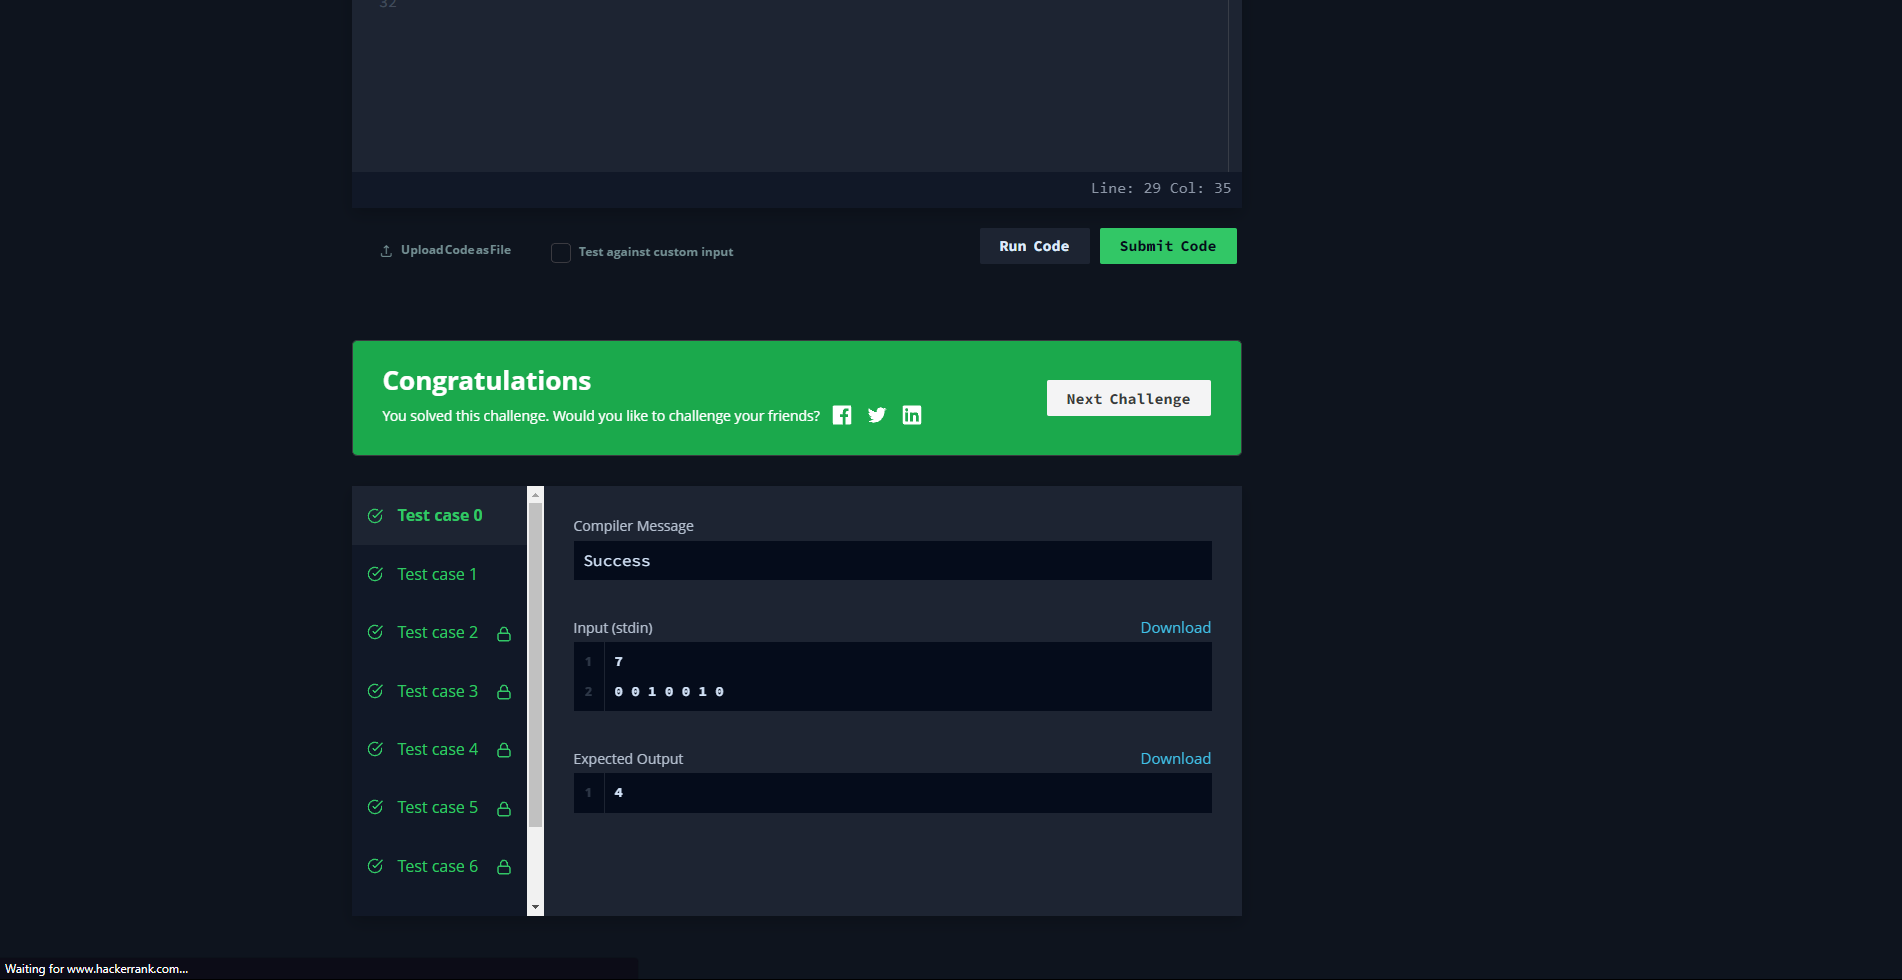 32
Line: 29 Col: 35
Upload Code as File
Test against custom input
Run Code
Submit Code
Congratulations
You solved this challenge. Would you like to challenge your friends?
Next Challenge
Test case 0
Test case 1
Test case 2
Test case 3
Test case 4
Test case 5
Test case 6
Compiler Message
Success
Input (stdin)
Download
1 7
2 0 0 1 0 0 1 0
Expected Output
Download
1 4
Waiting for www.hackerrank.com...